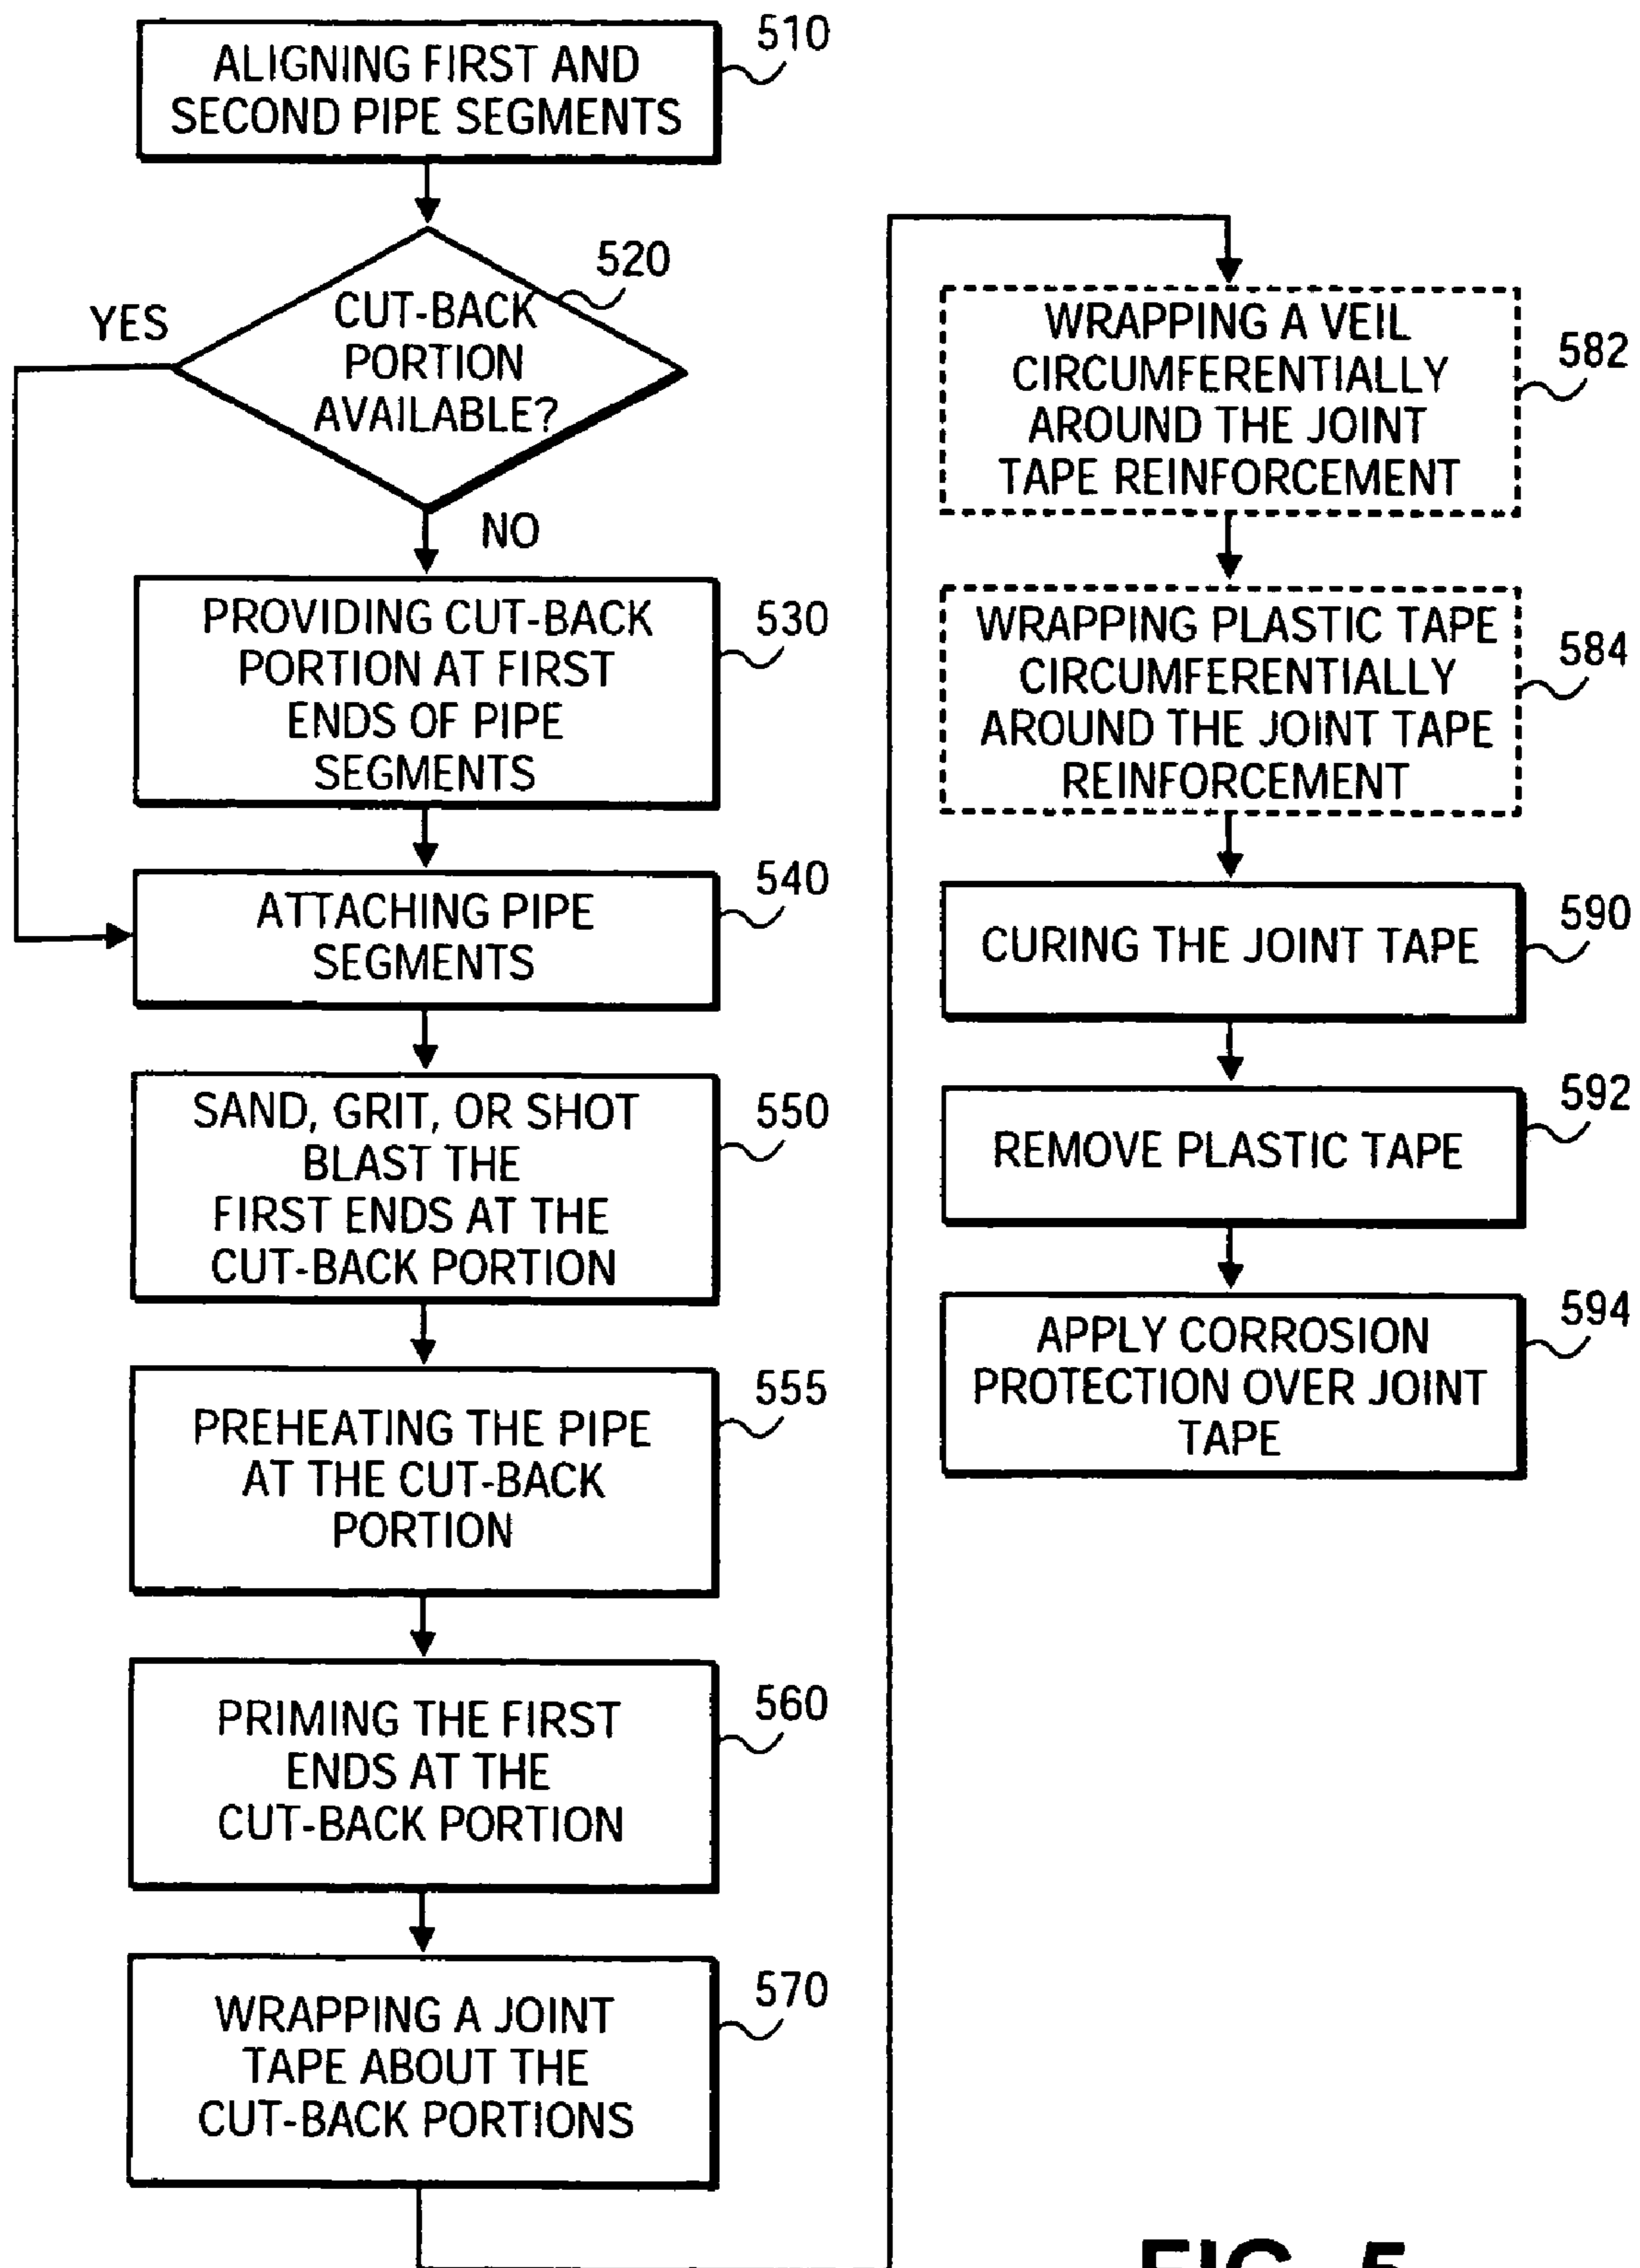 510
ALIGNING FIRST AND
SECOND PIPE SEGMENTS
520
YES
CUT-BACK
PORTION
AVAILABLE?
NO
530
PROVIDING CUT-BACK
PORTION AT FIRST
ENDS OF PIPE
SEGMENTS
540
ATTACHING PIPE
SEGMENTS
550
SAND, GRIT, OR SHOT
BLAST THE
FIRST ENDS AT THE
CUT-BACK PORTION
555
PREHEATING THE PIPE
AT THE CUT-BACK
PORTION
560
PRIMING THE FIRST
ENDS AT THE
CUT-BACK PORTION
570
WRAPPING A JOINT
TAPE ABOUT THE
CUT-BACK PORTIONS
582
WRAPPING A VEIL
CIRCUMFERENTIALLY
AROUND THE JOINT
TAPE REINFORCEMENT
584
WRAPPING PLASTIC TAPE
CIRCUMFERENTIALLY
AROUND THE JOINT TAPE
REINFORCEMENT
590
CURING THE JOINT TAPE
592
REMOVE PLASTIC TAPE
594
APPLY CORROSION
PROTECTION OVER JOINT
TAPE
FIG. 5